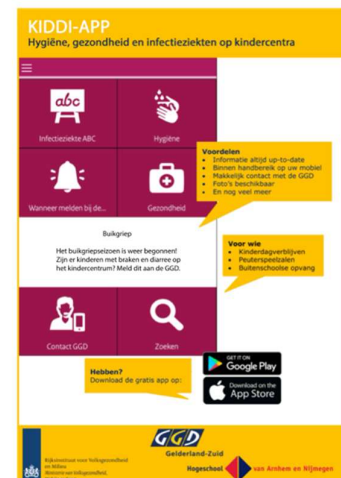 KIDDI-APP
Hygiëne, gezondheid en infectieziekten op kindercentra
abc
Infectieziekte ABC
Hygiëne
Wanneer melden bij de...
Gezondheid
Voordelen
• Informatie altijd up-to-date
• Binnen handbereik op uw mobiel
• Makkelijk contact met de GGD
• Foto's beschikbaar
• En nog veel meer
Buikgriep
Het buikgriepseizoen is weer begonnen!
Zijn er kinderen met braken en diarree op
het kindercentrum? Meld dit aan de GGD.
Voor wie
• Kinderdagverblijven
• Peuterspeelzalen
• Buitenschoolse opvang
Contact GGD
Zoeken
Hebben?
Download de gratis app op:
GET IT ON
Google Play
Download on the
App Store
GGD
Gelderland-Zuid
Rijksinstituut voor Volksgezondheid
en Milieu
Ministerie van Volksgezondheid,
Hogeschool van Arnhem en Nijmegen